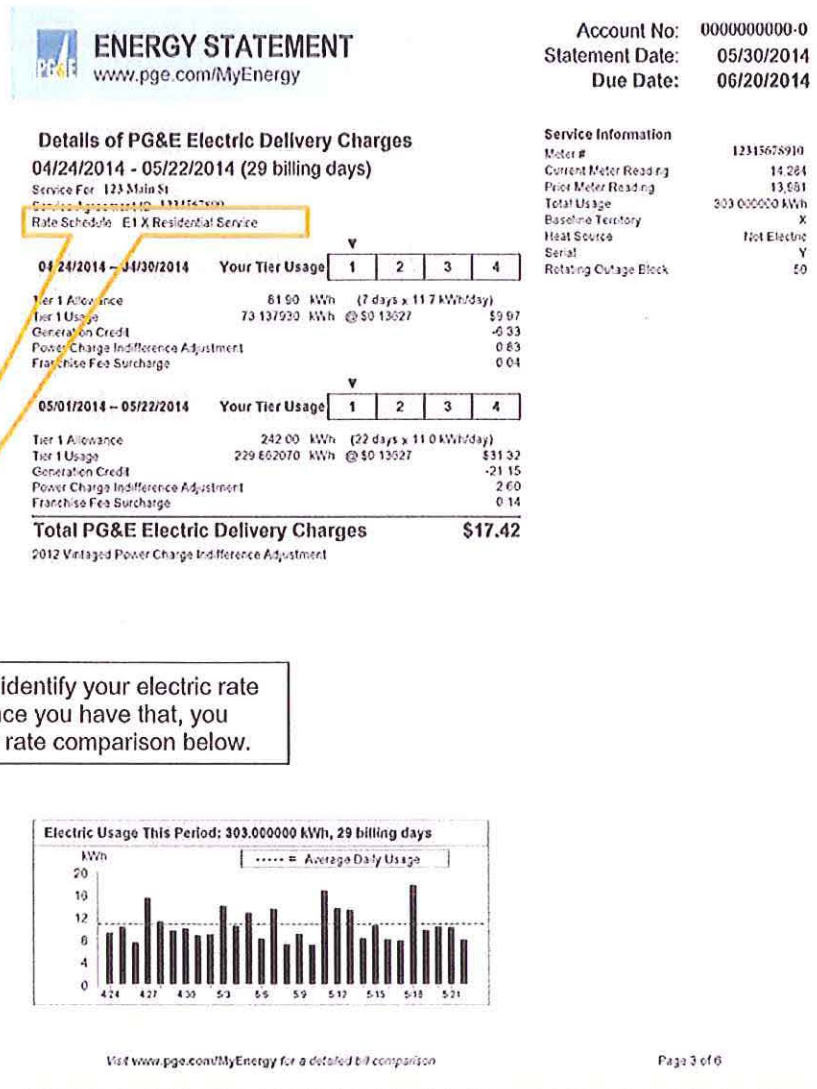 PG&E
ENERGY STATEMENT
www.pge.com/MyEnergy
Account No: 0000000000-0
Statement Date: 05/30/2014
Due Date: 06/20/2014
Details of PG&E Electric Delivery Charges
04/24/2014 - 05/22/2014 (29 billing days)
Service For 123 Main St
Service Agreement ID
Rate Schedule E1 X Residential Service
04/24/2014 – 04/30/2014 Your Tier Usage 1 2 3 4
Tier 1 Allowance 81 90 kWh (7 days x 11 7 kWh/day)
Tier 1 Usage 73 137930 kWh @ $0 13627 $9 97
Generation Credit -6 33
Power Charge Indifference Adjustment 0 83
Franchise Fee Surcharge 0 04
05/01/2014 – 05/22/2014 Your Tier Usage 1 2 3 4
Tier 1 Allowance 242 00 kWh (22 days x 11 0 kWh/day)
Tier 1 Usage 229 862070 kWh @ $0 13627 $31 32
Generation Credit -21 15
Power Charge Indifference Adjustment 2 60
Franchise Fee Surcharge 0 14
Total PG&E Electric Delivery Charges $17.42
2012 Vintaged Power Charge Indifference Adjustment
Service Information
Meter # 12315678910
Current Meter Reading 14,284
Prior Meter Reading 13,981
Total Usage 303 000000 kWh
Baseline Territory X
Heat Source Not Electric
Serial Y
Rotating Outage Block 50
identify your electric rate
nce you have that, you
rate comparison below.
Electric Usage This Period: 303.000000 kWh, 29 billing days
kWh
----- = Average Daily Usage
20
16
12
8
4
0
4/24 4/27 4/30 5/3 5/6 5/9 5/12 5/15 5/18 5/21
Visit www.pge.com/MyEnergy for a detailed bill comparison
Page 3 of 6